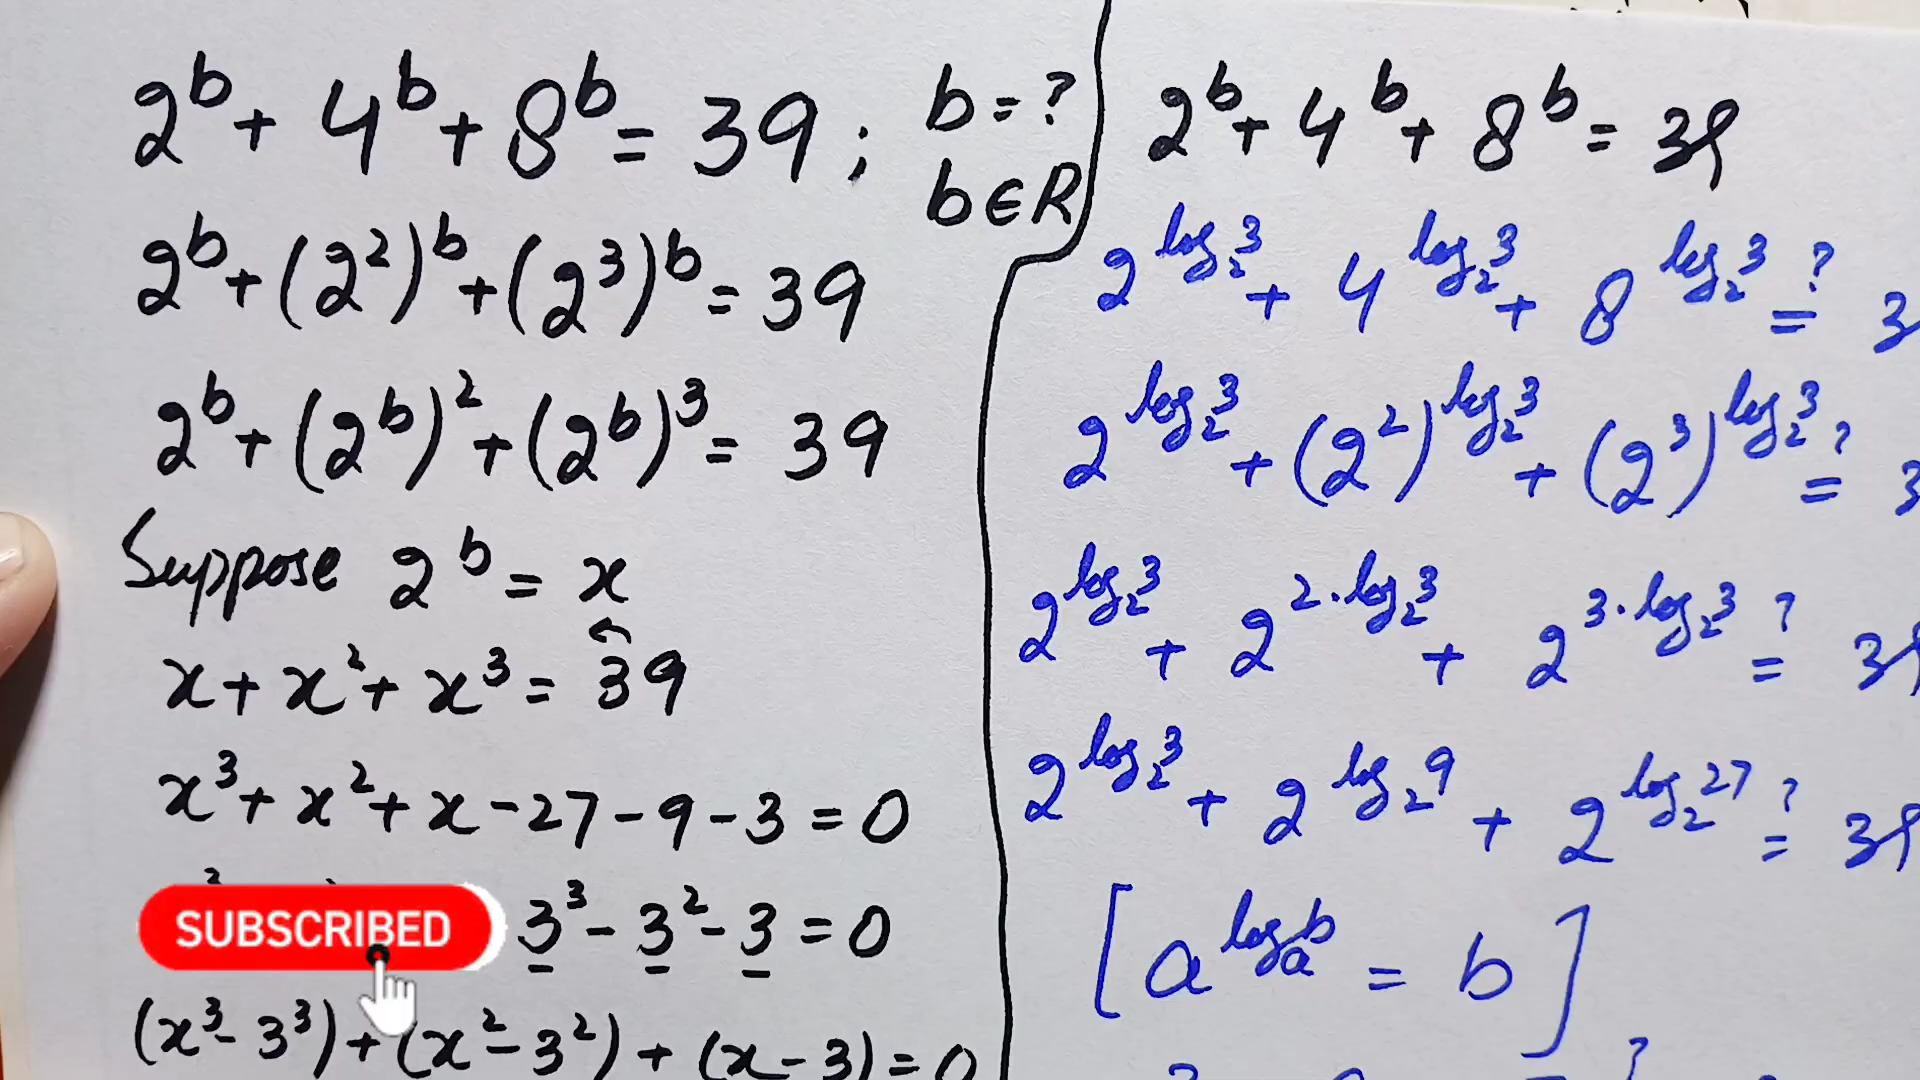 2^b + 4^b + 8^b = 39 ; b = ?
b ∈ R
2^b + (2^2)^b + (2^3)^b = 39
2^b + (2^b)^2 + (2^b)^3 = 39
Suppose 2^b = x
x + x^2 + x^3 = 39
x^3 + x^2 + x - 27 - 9 - 3 = 0
3^3 - 3^2 - 3 = 0
SUBSCRIBED
(x^3 - 3^3) + (x^2 - 3^2) + (x - 3) = 0
2^b + 4^b + 8^b = 39
2^{log_2 3} + 4^{log_2 3} + 8^{log_2 3} ?= 3
2^{log_2 3} + (2^2)^{log_2 3} + (2^3)^{log_2 3} ?= 3
2^{log_2 3} + 2^{2·log_2 3} + 2^{3·log_2 3} ?= 39
2^{log_2 3} + 2^{log_2 9} + 2^{log_2 27} ?= 39
[a^{log_a b} = b]